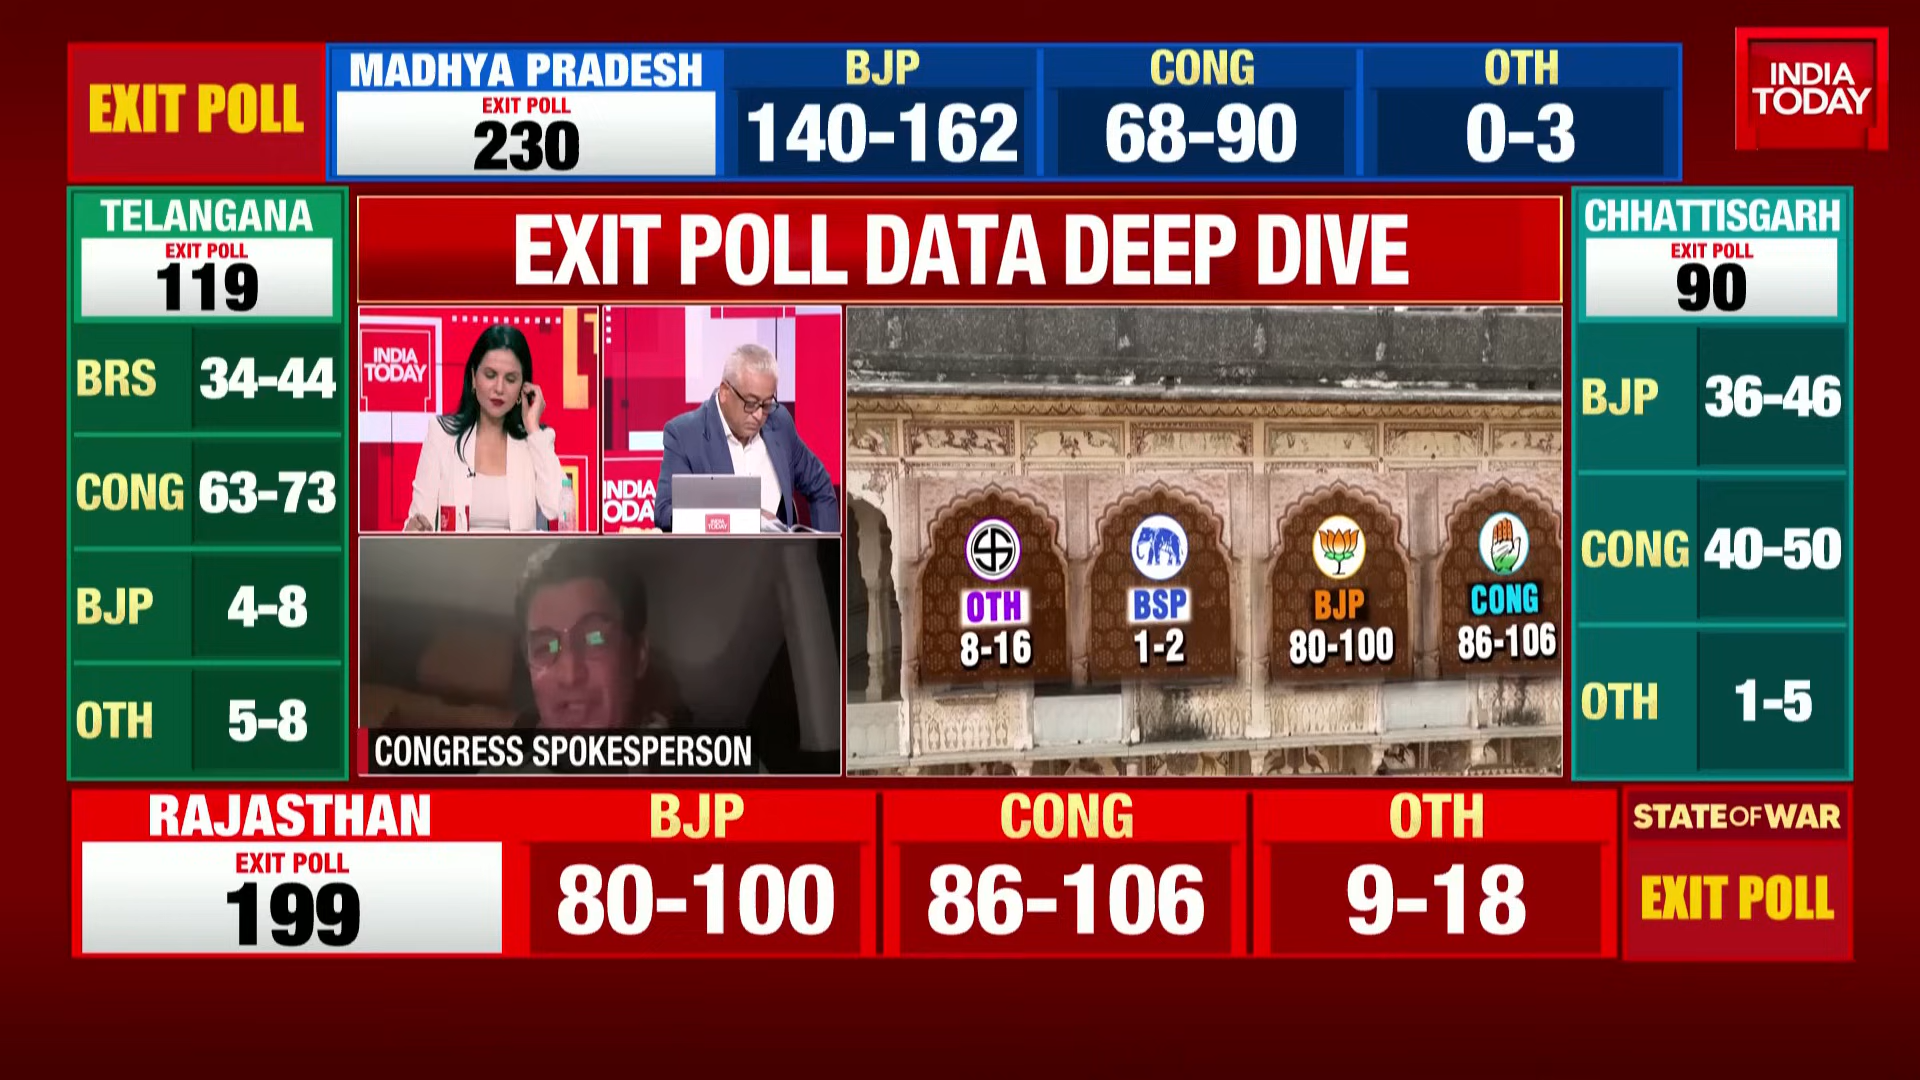 EXIT POLL
MADHYA PRADESH
EXIT POLL
230
BJP
140-162
CONG
68-90
OTH
0-3
INDIA
TODAY
TELANGANA
EXIT POLL
119
BRS 34-44
CONG 63-73
BJP 4-8
OTH 5-8
EXIT POLL DATA DEEP DIVE
INDIA
TODAY
INDIA
TODAY
INDIA
TODAY
OTH
8-16
BSP
1-2
BJP
80-100
CONG
86-106
CONGRESS SPOKESPERSON
CHHATTISGARH
EXIT POLL
90
BJP 36-46
CONG 40-50
OTH 1-5
RAJASTHAN
EXIT POLL
199
BJP
80-100
CONG
86-106
OTH
9-18
STATE OF WAR
EXIT POLL